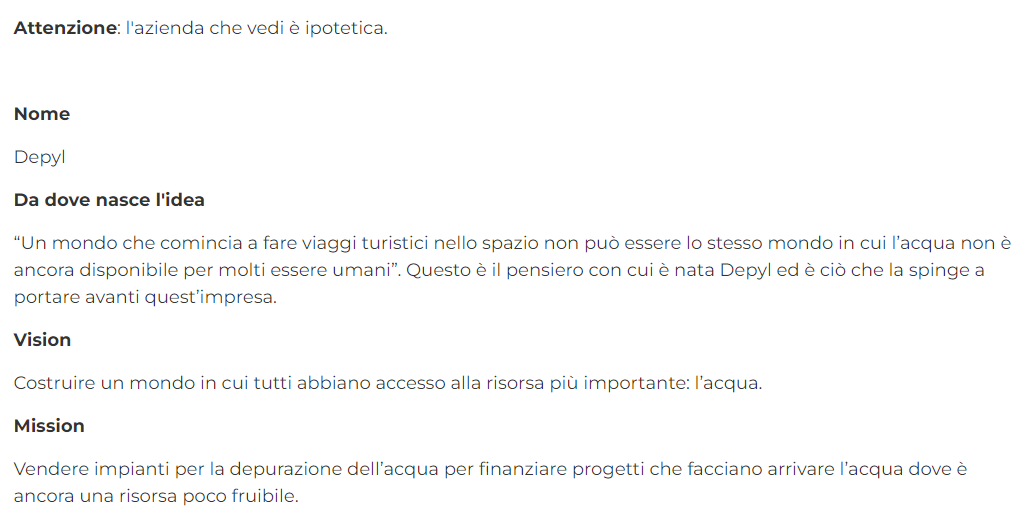 Attenzione: l'azienda che vedi è ipotetica.
Nome
Depyl
Da dove nasce l'idea
“Un mondo che comincia a fare viaggi turistici nello spazio non può essere lo stesso mondo in cui l’acqua non è
ancora disponibile per molti essere umani”. Questo è il pensiero con cui è nata Depyl ed è ciò che la spinge a
portare avanti quest’impresa.
Vision
Costruire un mondo in cui tutti abbiano accesso alla risorsa più importante: l’acqua.
Mission
Vendere impianti per la depurazione dell’acqua per finanziare progetti che facciano arrivare l’acqua dove è
ancora una risorsa poco fruibile.